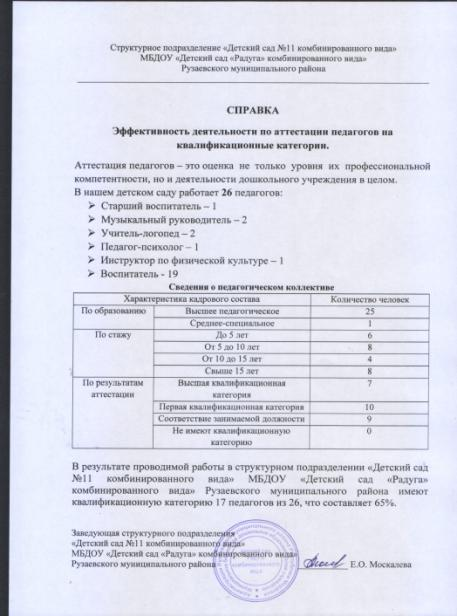 Структурное подразделение «Детский сад №11 комбинированного вида»
МБДОУ «Детский сад «Радуга» комбинированного вида»
Рузаевского муниципального района
СПРАВКА
Эффективность деятельности по аттестации педагогов на
квалификационные категории.
Аттестация педагогов – это оценка не только уровня их профессиональной
компетентности, но и деятельности дошкольного учреждения в целом.
В нашем детском саду работает 26 педагогов:
➢ Старший воспитатель – 1
➢ Музыкальный руководитель – 2
➢ Учитель-логопед – 2
➢ Педагог-психолог – 1
➢ Инструктор по физической культуре – 1
➢ Воспитатель - 19
Сведения о педагогическом коллективе
Характеристика кадрового состава Количество человек
По образованию Высшее педагогическое 25
Среднее-специальное 1
По стажу До 5 лет 6
От 5 до 10 лет 8
От 10 до 15 лет 4
Свыше 15 лет 8
По результатам Высшая квалификационная 7
аттестации категория
Первая квалификационная категория 10
Соответствие занимаемой должности 9
Не имеют квалификационную 0
категорию
В результате проводимой работы в структурном подразделении «Детский сад
№11 комбинированного вида» МБДОУ «Детский сад «Радуга»
комбинированного вида» Рузаевского муниципального района имеют
квалификационную категорию 17 педагогов из 26, что составляет 65%.
Заведующая структурного подразделения
«Детский сад №11 комбинированного вида»
МБДОУ «Детский сад «Радуга» комбинированного вида»
Рузаевского муниципального района Е.О. Москалева